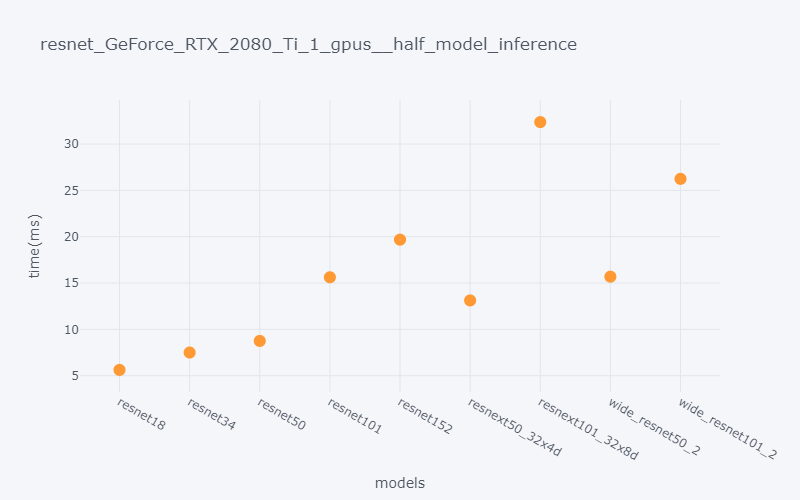 resnet_GeForce_RTX_2080_Ti_1_gpus__half_model_inference
time(ms)
30
25
20
15
10
5
resnet18
resnet34
resnet50
resnet101
resnet152
resnext50_32x4d
resnext101_32x8d
wide_resnet50_2
wide_resnet101_2
models